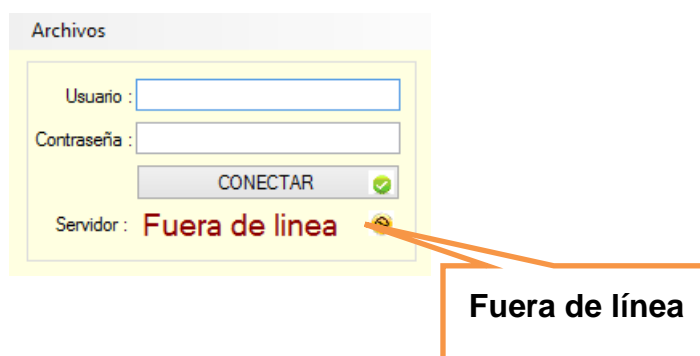 Archivos
Usuario :
Contraseña :
CONECTAR
Servidor : Fuera de linea
Fuera de línea